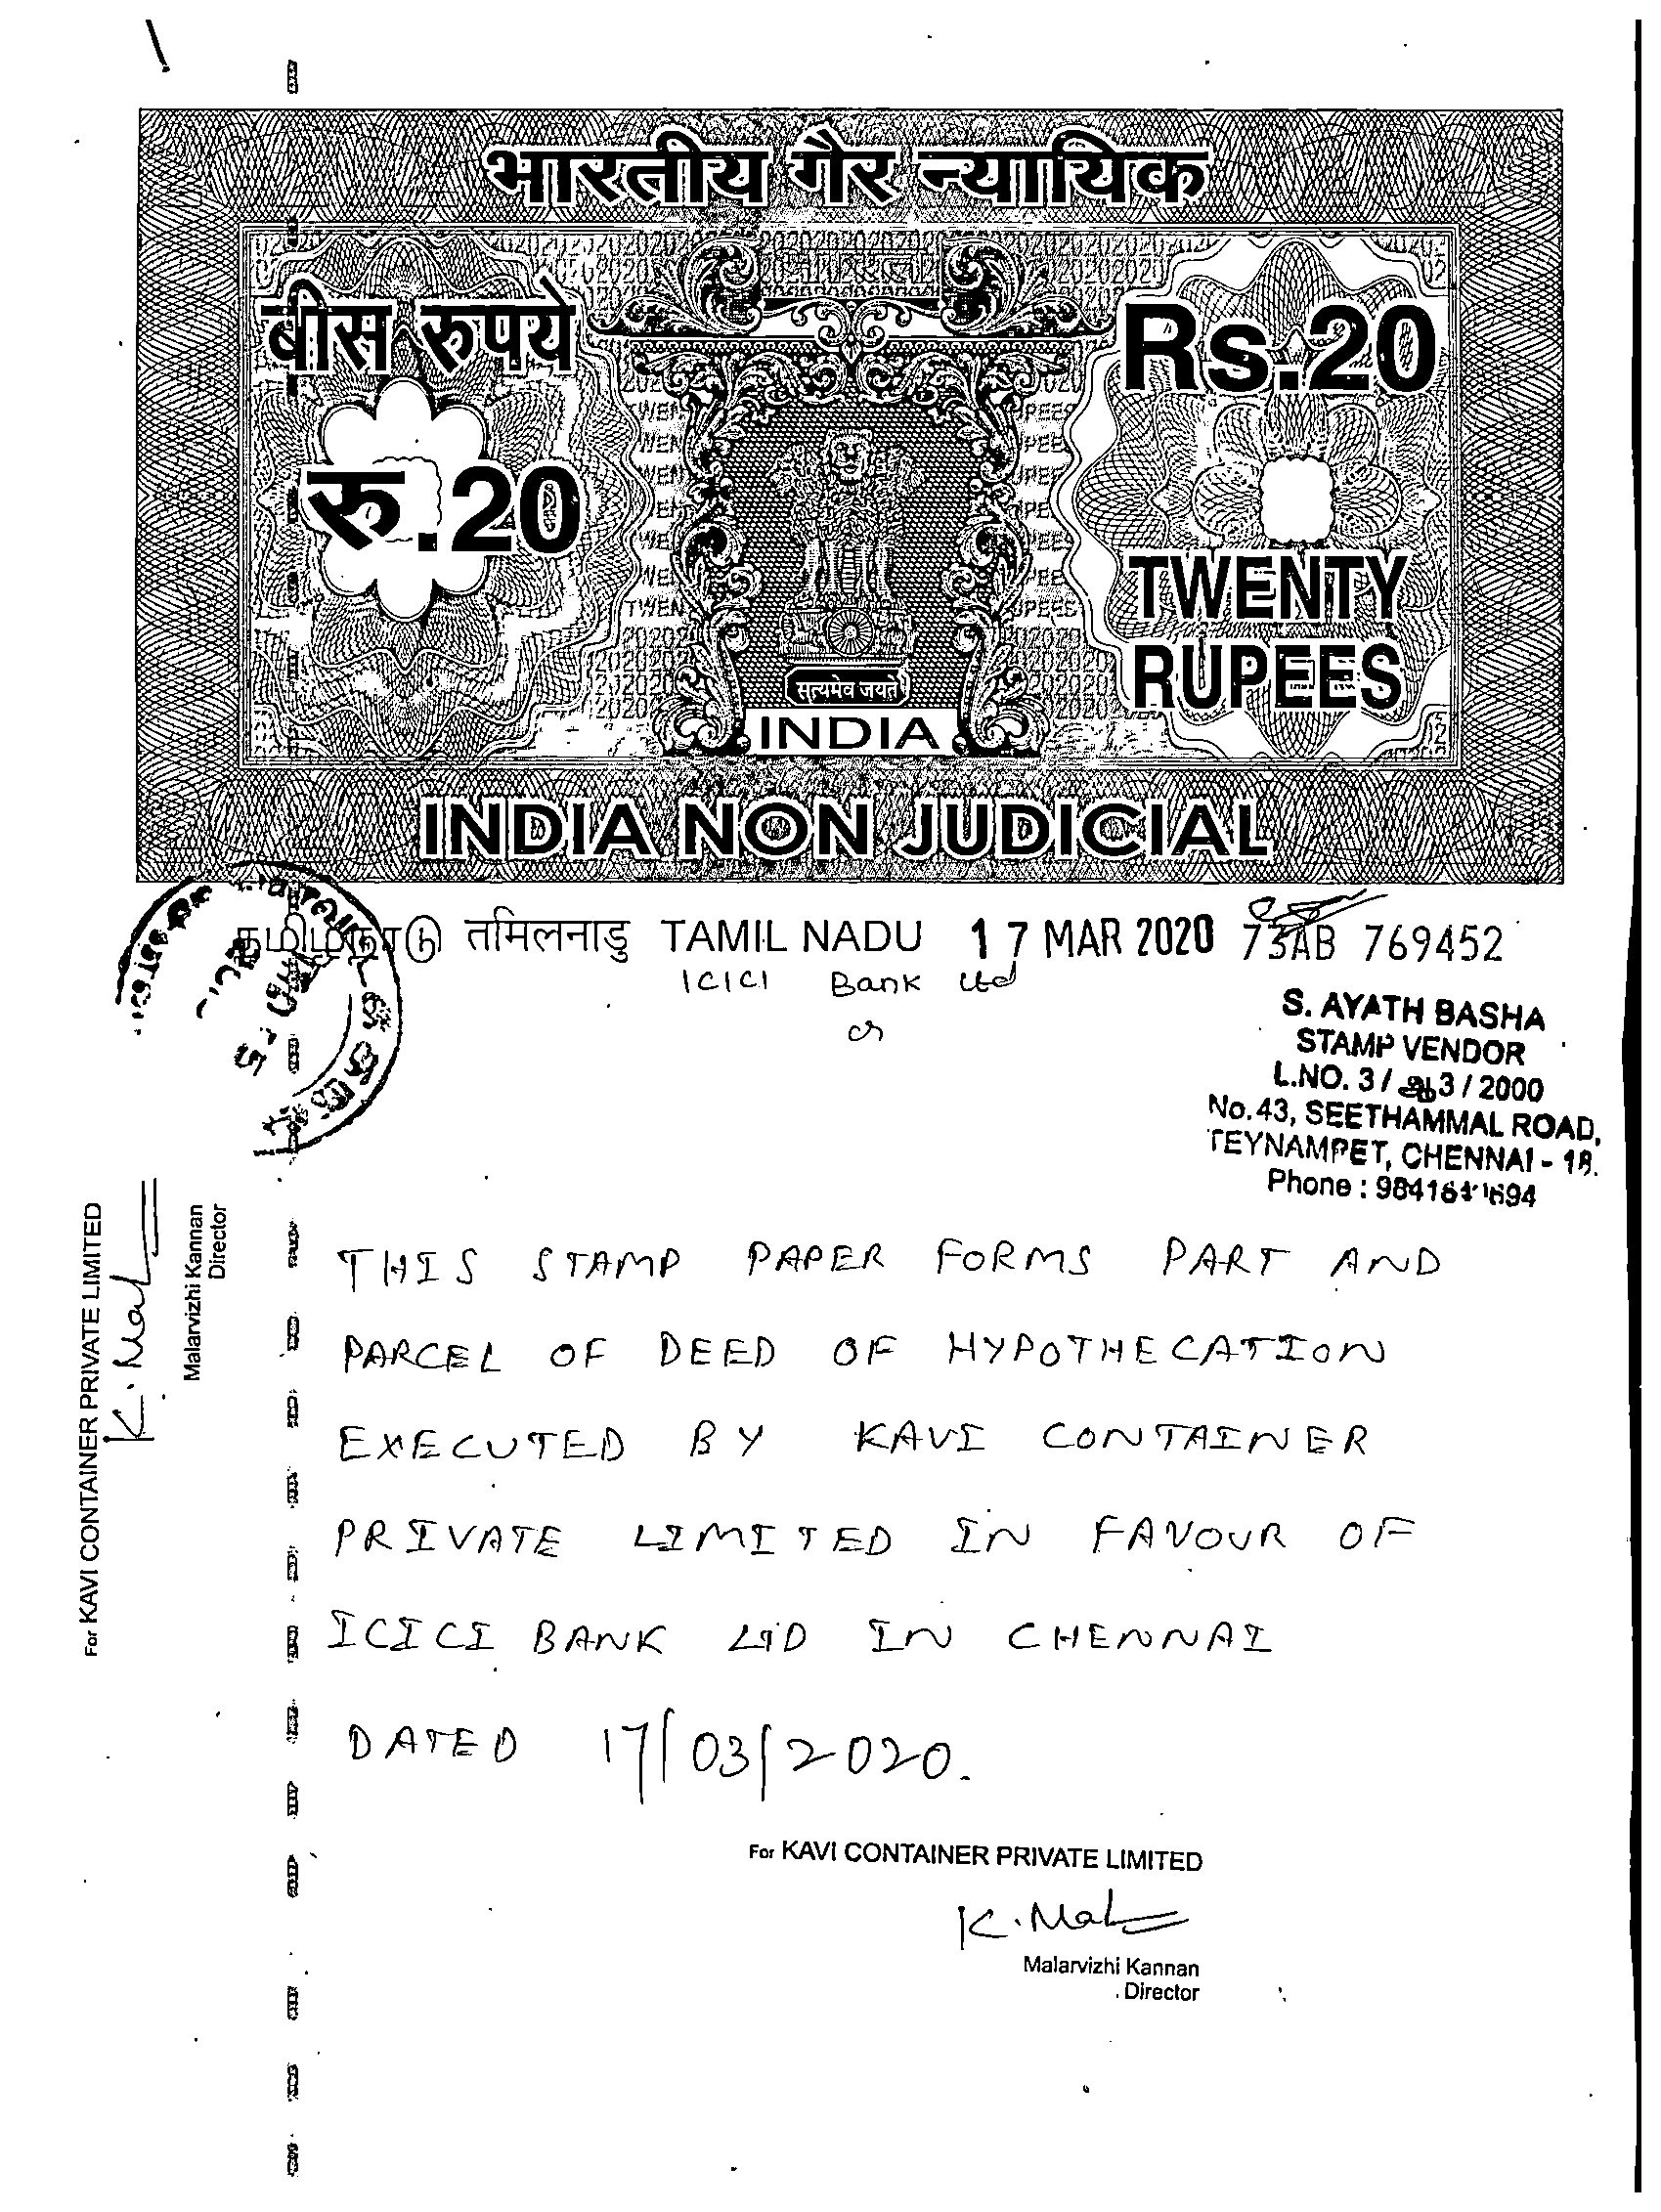 भारतीय गैर न्यायिक
बीस रुपये
Rs.20
रु.20
TWENTY
RUPEES
सत्यमेव जयते
INDIA
INDIA NON JUDICIAL
தமிழ்நாடு तमिलनाडु TAMIL NADU 17 MAR 2020 73AB 769452
ICICI Bank Ltd
S. AYATH BASHA
STAMP VENDOR
L.NO. 3 / ஆ3 / 2000
No.43, SEETHAMMAL ROAD,
TEYNAMPET, CHENNAI - 18.
Phone :
For KAVI CONTAINER PRIVATE LIMITED
K. Mal
Malarvizhi Kannan
Director
THIS STAMP PAPER FORMS PART AND
PARCEL OF DEED OF HYPOTHECATION
EXECUTED BY KAVI CONTAINER
PRIVATE LIMITED IN FAVOUR OF
ICICI BANK LTD IN CHENNAI
DATED 17/03/2020.
For KAVI CONTAINER PRIVATE LIMITED
K. Mal
Malarvizhi Kannan
Director